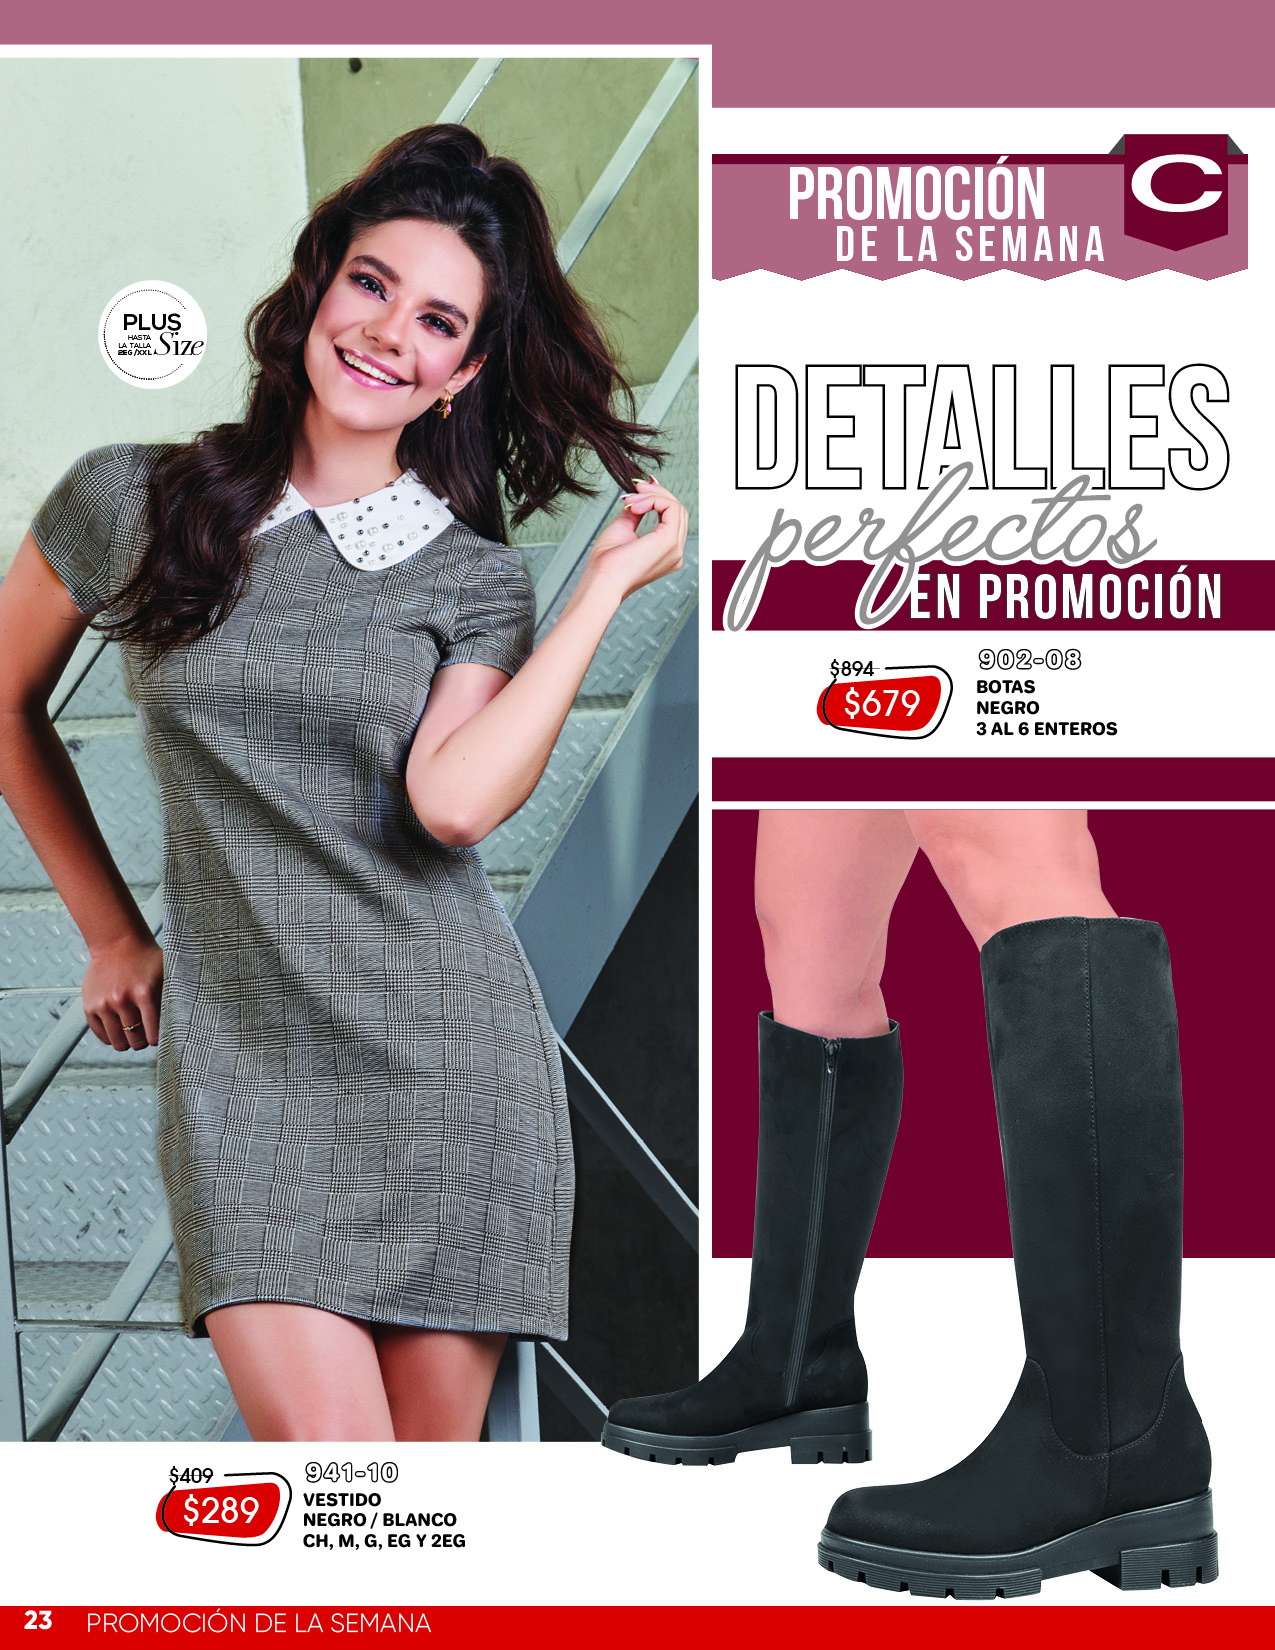 PROMOCIÓN
DE LA SEMANA
C
PLUS
Size
HASTA
LA TALLA
2EG/XXL
DETALLES
perfectos
EN PROMOCIÓN
$894
$679
902-08
BOTAS
NEGRO
3 AL 6 ENTEROS
$409
$289
941-10
VESTIDO
NEGRO / BLANCO
CH, M, G, EG Y 2EG
23 PROMOCIÓN DE LA SEMANA